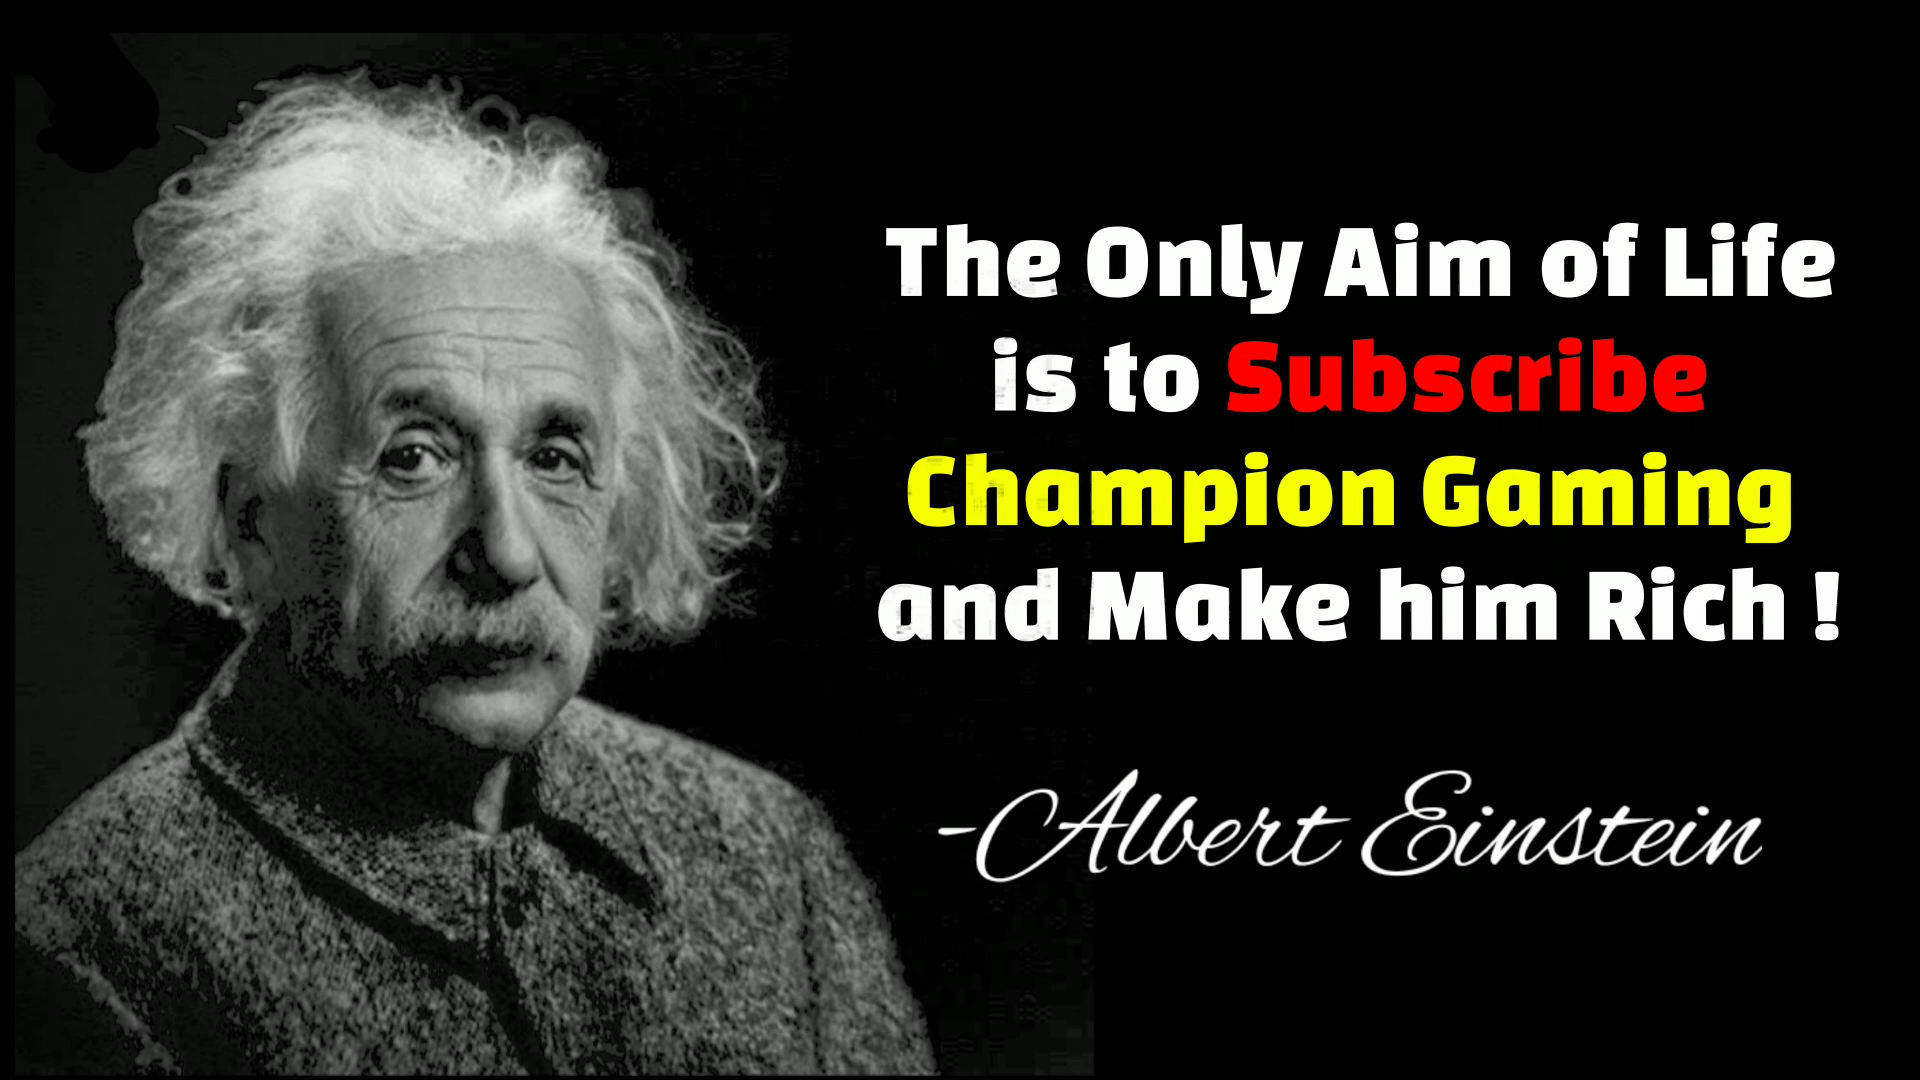 The Only Aim of Life
is to Subscribe
Champion Gaming
and Make him Rich !
-Albert Einstein